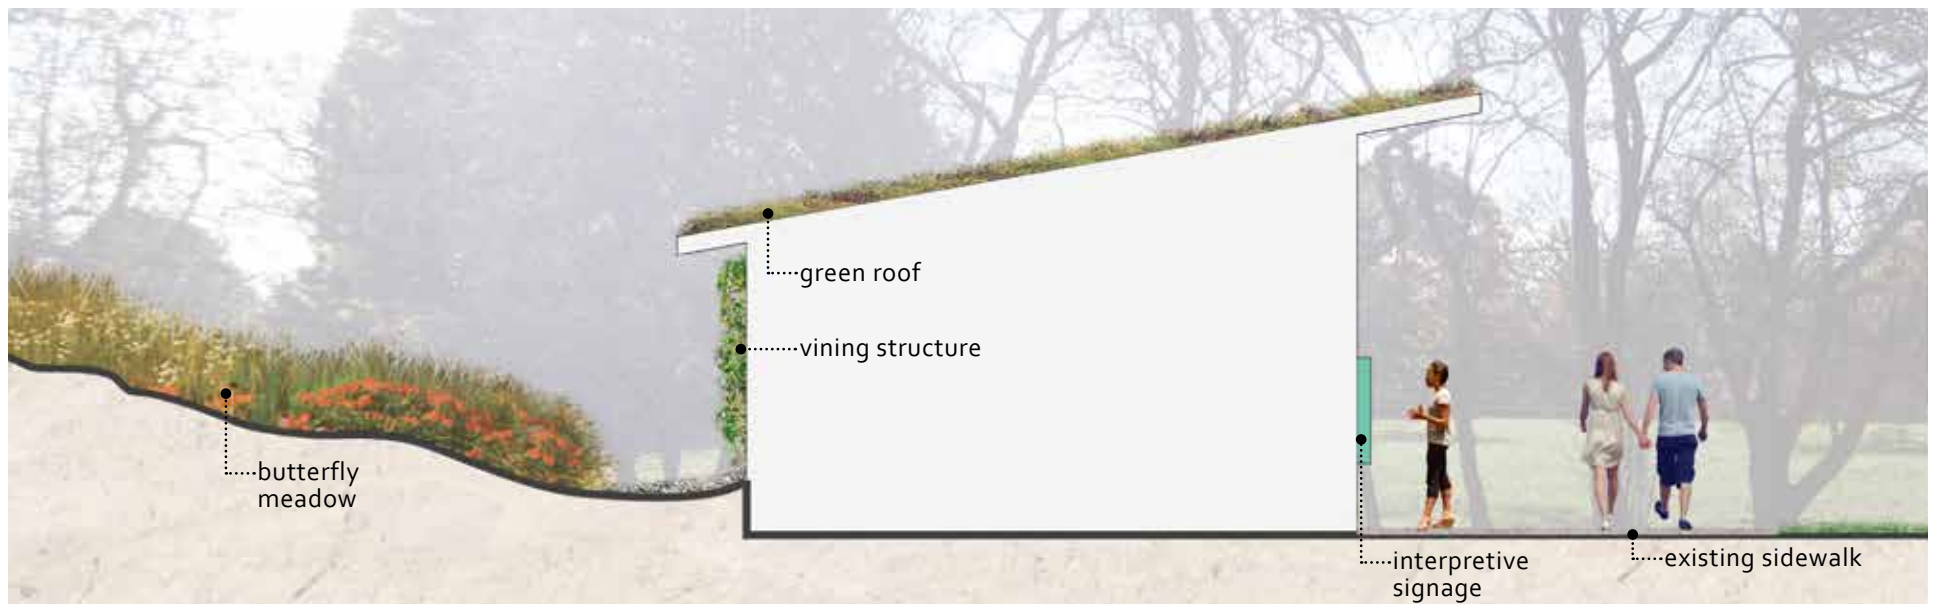 green roof
vining structure
butterfly
meadow
interpretive
signage
existing sidewalk